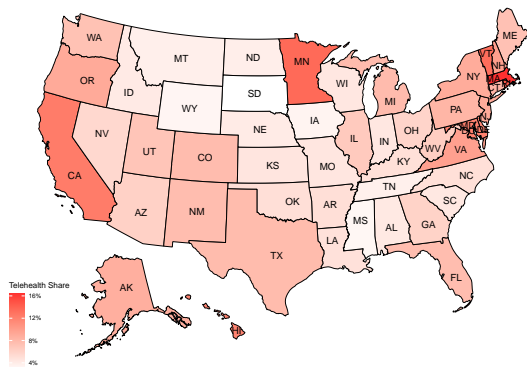 ME
WA
MT
ND
MN
VT
NH
OR
ID
SD
WI
MI
NY
MA
CT
WY
IA
PA
NE
NV
UT
CO
IL
IN
OH
WV
VA
CA
KS
MO
KY
NC
TN
AZ
NM
OK
AR
SC
MS
AL
GA
TX
LA
FL
AK
HI
Telehealth Share
16%
12%
8%
4%